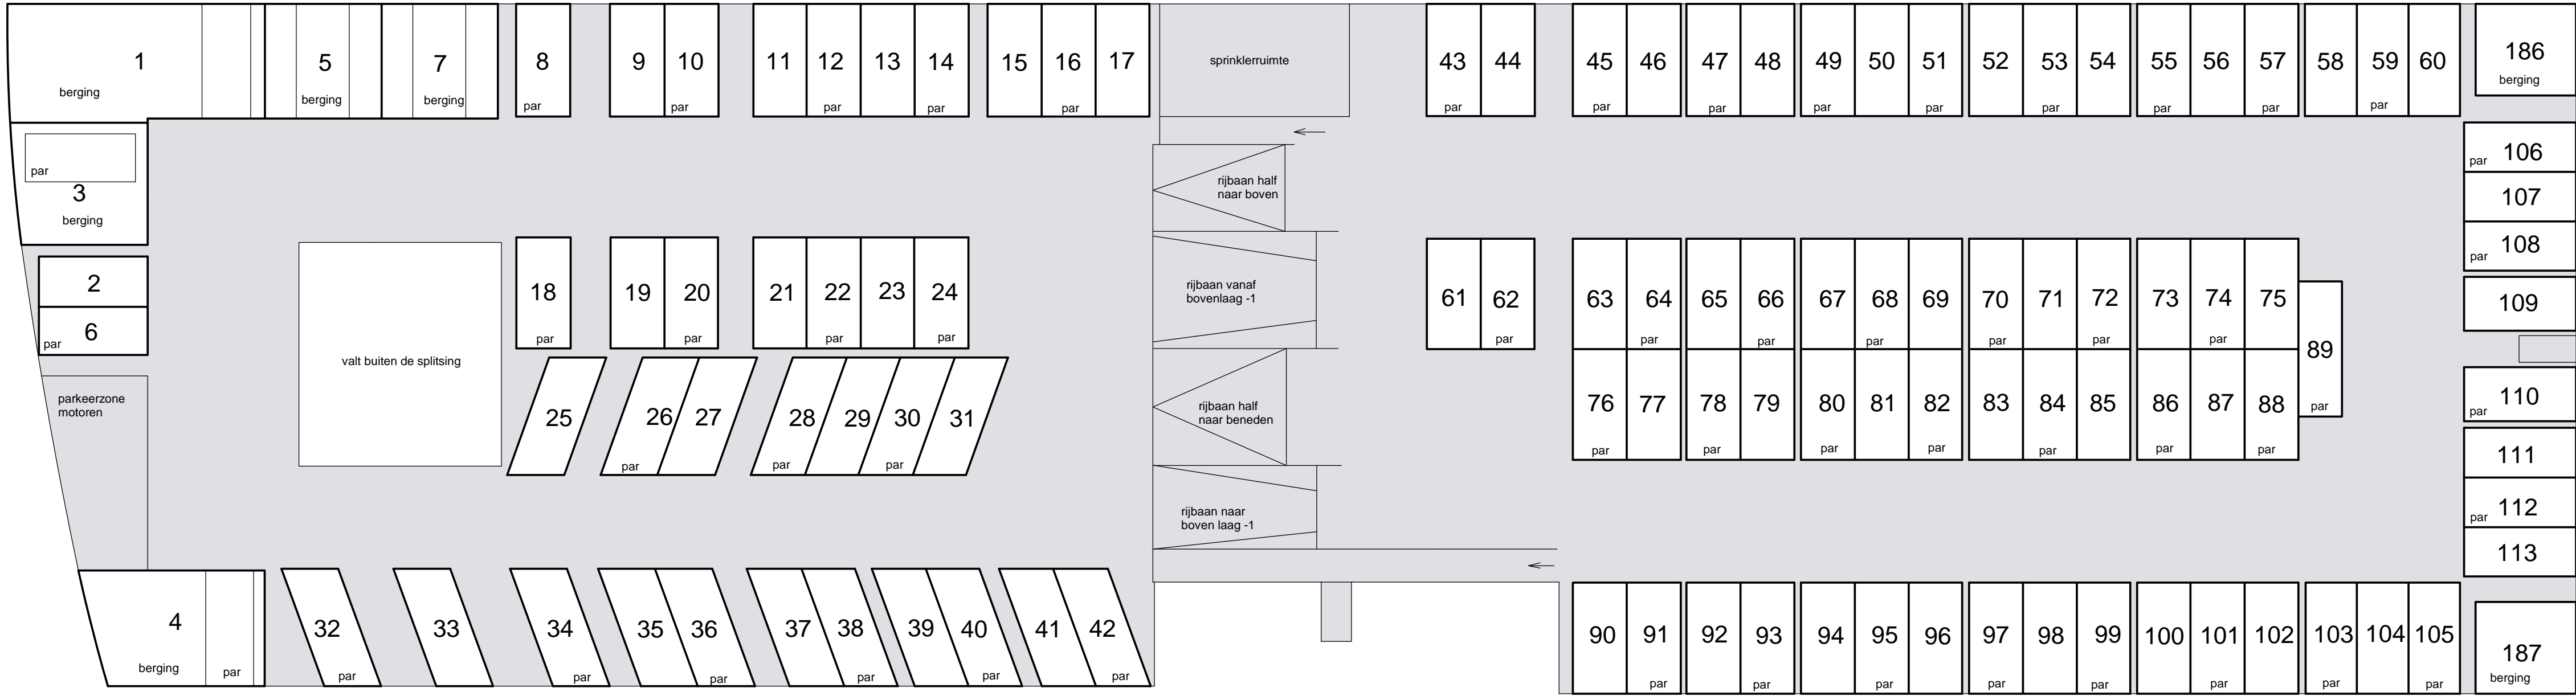 1
berging
5
berging
7
berging
8
par
9
10
par
11
12
par
13
14
par
15
16
par
17
sprinklerruimte
43
par
44
45
par
46
47
par
48
49
par
50
51
par
52
53
par
54
55
par
56
57
par
58
59
par
60
186
berging
par
3
berging
2
6
par
parkeerzone
motoren
valt buiten de splitsing
18
par
19
20
par
21
22
par
23
24
par
25
26
par
27
28
par
29
30
par
31
rijbaan half
naar boven
rijbaan vanaf
bovenlaag -1
rijbaan half
naar beneden
rijbaan naar
boven laag -1
61
62
par
63
64
par
65
66
par
67
68
par
69
70
par
71
72
par
73
74
par
75
76
par
77
78
par
79
80
par
81
82
par
83
84
par
85
86
par
87
88
par
89
par
par 106
107
108
par
109
110
par
111
112
par
113
4
berging
par
32
par
33
34
par
35
36
par
37
38
par
39
40
par
41
42
par
90
91
par
92
93
par
94
95
par
96
97
par
98
99
par
100
101
par
102
103
par
104
105
par
187
berging